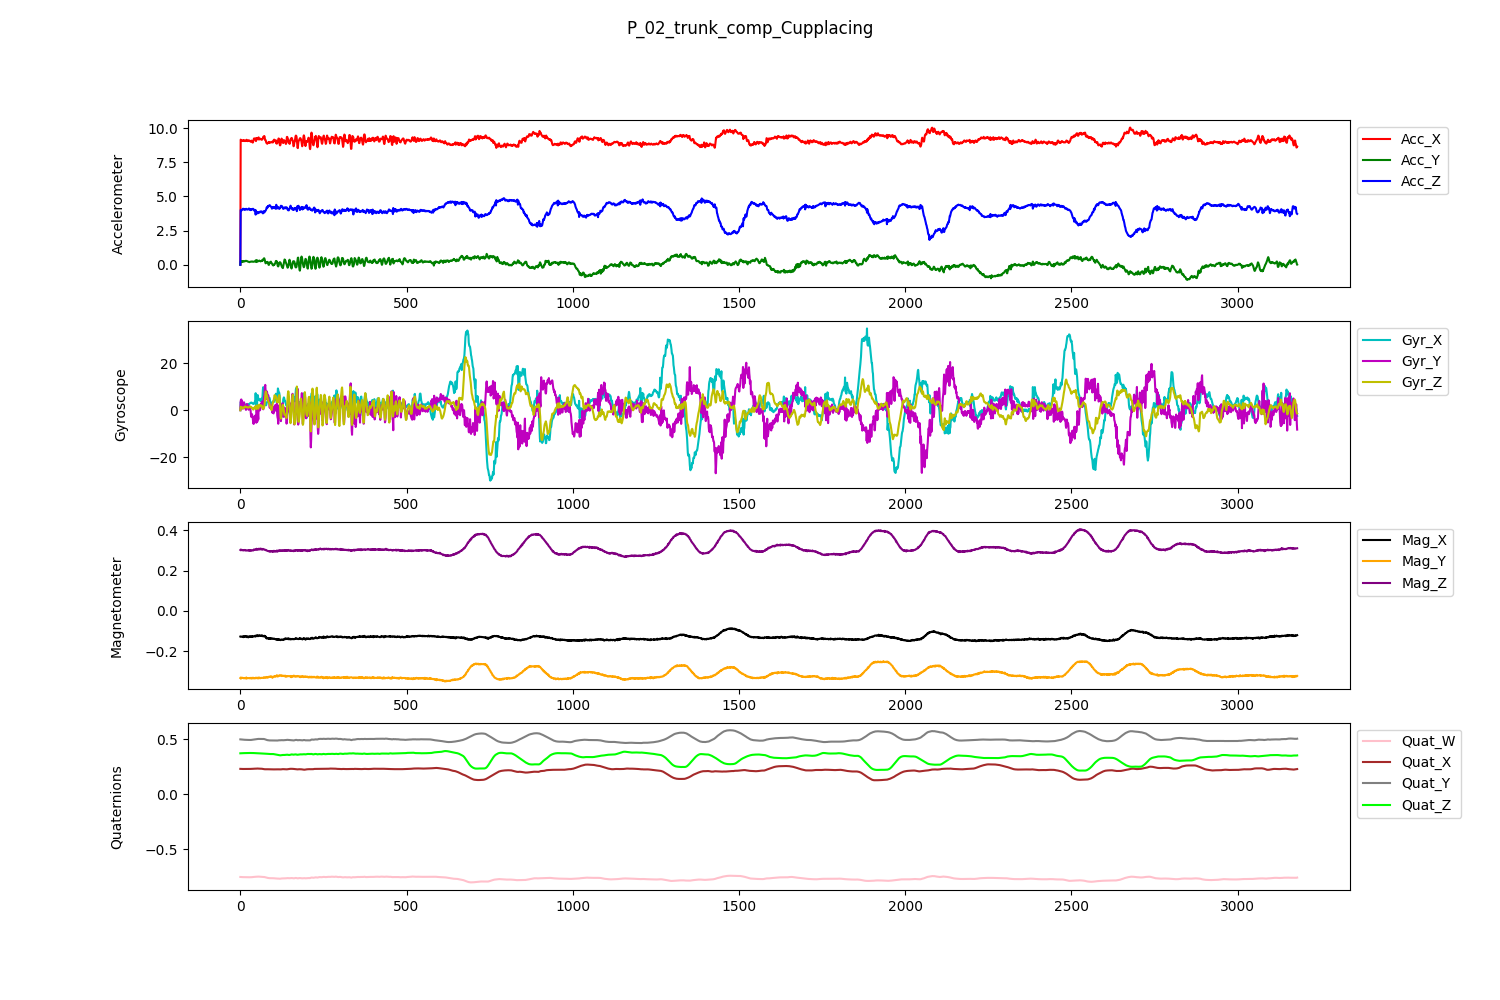 P_02_trunk_comp_Cupplacing
Accelerometer
10.0
7.5
5.0
2.5
0.0
0 500 1000 1500 2000 2500 3000
Acc_X
Acc_Y
Acc_Z
Gyroscope
20
0
−20
0 500 1000 1500 2000 2500 3000
Gyr_X
Gyr_Y
Gyr_Z
Magnetometer
0.4
0.2
0.0
−0.2
0 500 1000 1500 2000 2500 3000
Mag_X
Mag_Y
Mag_Z
Quaternions
0.5
0.0
−0.5
0 500 1000 1500 2000 2500 3000
Quat_W
Quat_X
Quat_Y
Quat_Z